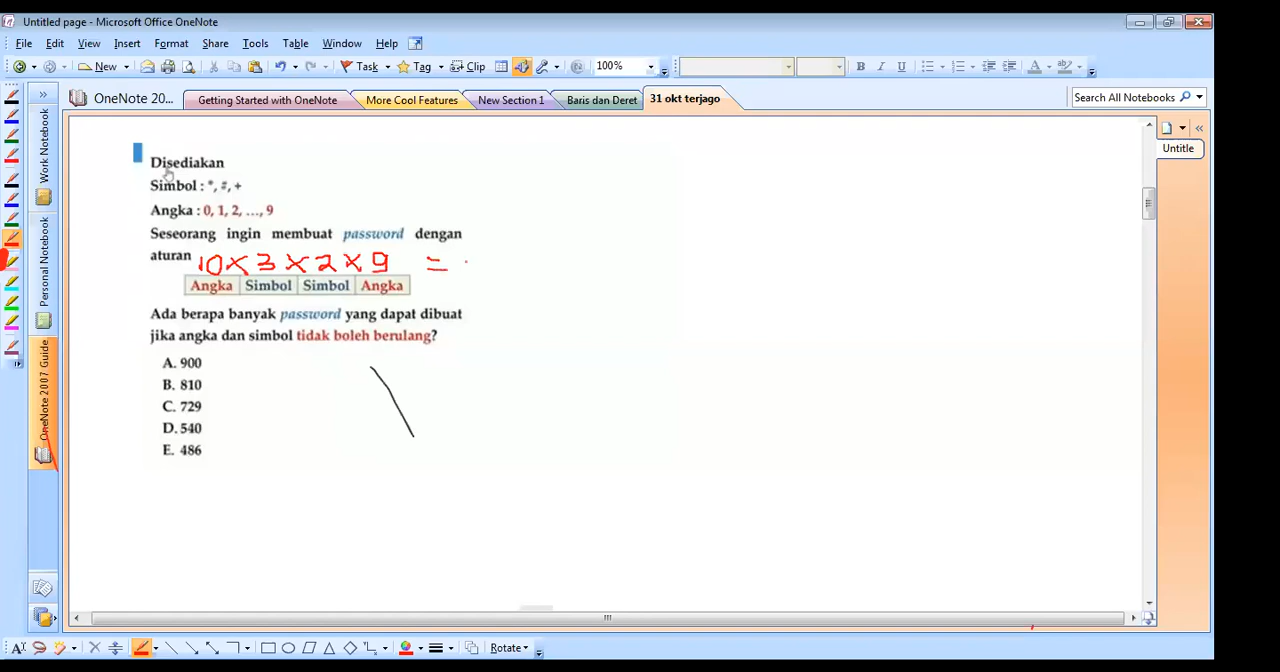 Untitled page - Microsoft Office OneNote
File Edit View Insert Format Share Tools Table Window Help
New Task Tag Clip 100% B I U
OneNote 20... Getting Started with OneNote More Cool Features New Section 1 Baris dan Deret 31 okt terjago Search All Notebooks
Untitle
Work Notebook
Personal Notebook
OneNote 2007 Guide
Disediakan
Simbol : *, #, +
Angka : 0, 1, 2, ..., 9
Seseorang ingin membuat password dengan
aturan
10 × 3 × 2 × 9 =
Angka Simbol Simbol Angka
Ada berapa banyak password yang dapat dibuat
jika angka dan simbol tidak boleh berulang?
A. 900
B. 810
C. 729
D. 540
E. 486
Rotate